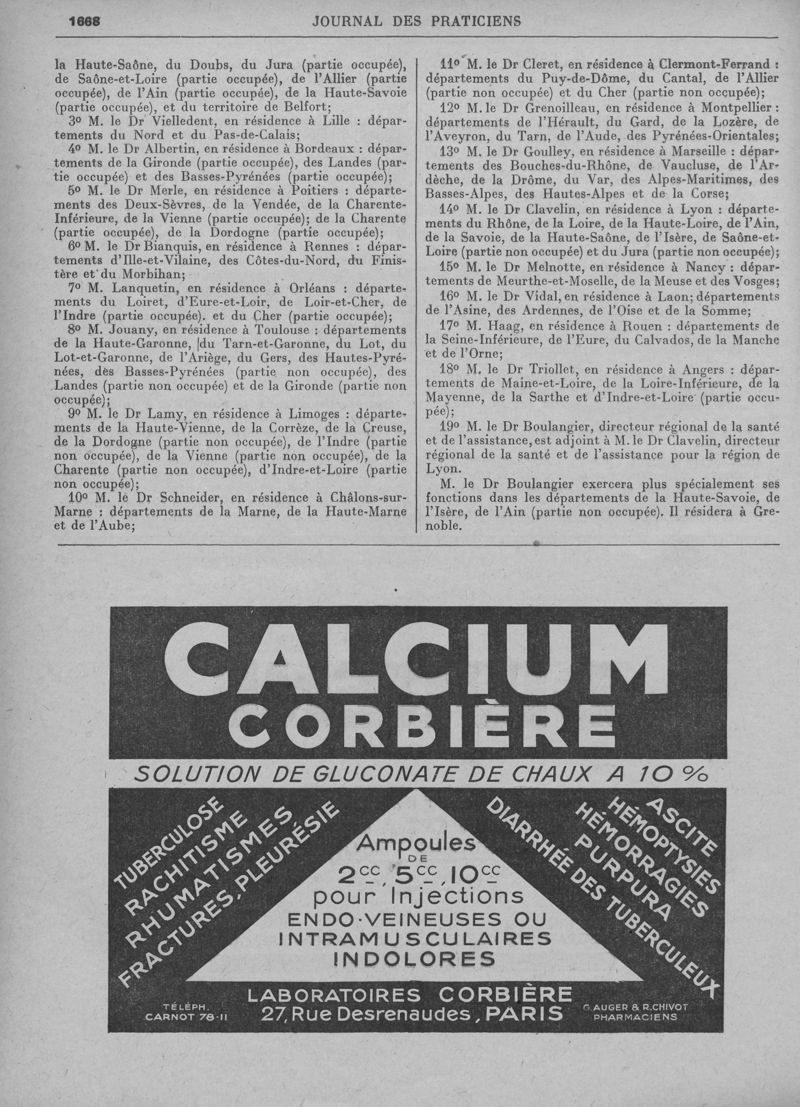 1668
JOURNAL DES PRATICIENS
la Haute-Saône, du Doubs, du Jura (partie occupée),
de Saône-et-Loire (partie occupée), de l'Allier (partie
occupée), de l'Ain (partie occupée), de la Haute-Savoie
(partie occupée), et du territoire de Belfort;
3º M. le Dr Vielledent, en résidence à Lille : dépar-
tements du Nord et du Pas-de-Calais;
4º M. le Dr Albertin, en résidence à Bordeaux : dépar-
tements de la Gironde (partie occupée), des Landes (par-
tie occupée) et des Basses-Pyrénées (partie occupée);
5º M. le Dr Merle, en résidence à Poitiers : départe-
ments des Deux-Sèvres, de la Vendée, de la Charente-
Inférieure, de la Vienne (partie occupée); de la Charente
(partie occupée), de la Dordogne (partie occupée);
6º M. le Dr Bianquis, en résidence à Rennes : dépar-
tements d'Ille-et-Vilaine, des Côtes-du-Nord, du Finis-
tère et du Morbihan;
7º M. Lanquetin, en résidence à Orléans : départe-
ments du Loiret, d'Eure-et-Loir, de Loir-et-Cher, de
l'Indre (partie occupée). et du Cher (partie occupée);
8º M. Jouany, en résidence à Toulouse : départements
de la Haute-Garonne, du Tarn-et-Garonne, du Lot, du
Lot-et-Garonne, de l'Ariège, du Gers, des Hautes-Pyré-
nées, des Basses-Pyrénées (partie non occupée), des
Landes (partie non occupée) et de la Gironde (partie non
occupée);
9º M. le Dr Lamy, en résidence à Limoges : départe-
ments de la Haute-Vienne, de la Corrèze, de la Creuse,
de la Dordogne (partie non occupée), de l'Indre (partie
non occupée), de la Vienne (partie non occupée), de la
Charente (partie non occupée), d'Indre-et-Loire (partie
non occupée);
10º M. le Dr Schneider, en résidence à Châlons-sur-
Marne : départements de la Marne, de la Haute-Marne
et de l'Aube;
11º M. le Dr Cleret, en résidence à Clermont-Ferrand :
départements du Puy-de-Dôme, du Cantal, de l'Allier
(partie non occupée) et du Cher (partie non occupée);
12º M. le Dr Grenoilleau, en résidence à Montpellier :
départements de l'Hérault, du Gard, de la Lozère, de
l'Aveyron, du Tarn, de l'Aude, des Pyrénées-Orientales;
13º M. le Dr Goulley, en résidence à Marseille : dépar-
tements des Bouches-du-Rhône, de Vaucluse, de l'Ar-
dèche, de la Drôme, du Var, des Alpes-Maritimes, des
Basses-Alpes, des Hautes-Alpes et de la Corse;
14º M. le Dr Clavelin, en résidence à Lyon : départe-
ments du Rhône, de la Loire, de la Haute-Loire, de l'Ain,
de la Savoie, de la Haute-Saône, de l'Isère, de Saône-et-
Loire (partie non occupée) et du Jura (partie non occupée);
15º M. le Dr Melnotte, en résidence à Nancy : dépar-
tements de Meurthe-et-Moselle, de la Meuse et des Vosges;
16º M. le Dr Vidal, en résidence à Laon; départements
de l'Asine, des Ardennes, de l'Oise et de la Somme;
17º M. Haag, en résidence à Rouen : départements de
la Seine-Inférieure, de l'Eure, du Calvados, de la Manche
et de l'Orne;
18º M. le Dr Triollet, en résidence à Angers : dépar-
tements de Maine-et-Loire, de la Loire-Inférieure, de la
Mayenne, de la Sarthe et d'Indre-et-Loire (partie occu-
pée);
19º M. le Dr Boulangier, directeur régional de la santé
et de l'assistance, est adjoint à M. le Dr Clavelin, directeur
régional de la santé et de l'assistance pour la région de
Lyon.
M. le Dr Boulangier exercera plus spécialement ses
fonctions dans les départements de la Haute-Savoie, de
l'Isère, de l'Ain (partie non occupée). Il résidera à Gre-
noble.
CALCIUM
CORBIÈRE
SOLUTION DE GLUCONATE DE CHAUX A 10 %
TUBERCULOSE
RACHITISME
RHUMATISMES
FRACTURES, PLEURÉSIE
Ampoules
DE
2cc, 5cc, 10cc
pour Injections
ENDO-VEINEUSES OU
INTRAMUSCULAIRES
INDOLORES
ASCITE
HÉMOPTYSIES
HÉMORRAGIES
PURPURA
DIARRHÉE DES TUBERCULEUX
LABORATOIRES CORBIÈRE
27, Rue Desrenaudes, PARIS
TÉLÉPH.
CARNOT 78-11
G. AUGER & R. CHIVOT
PHARMACIENS